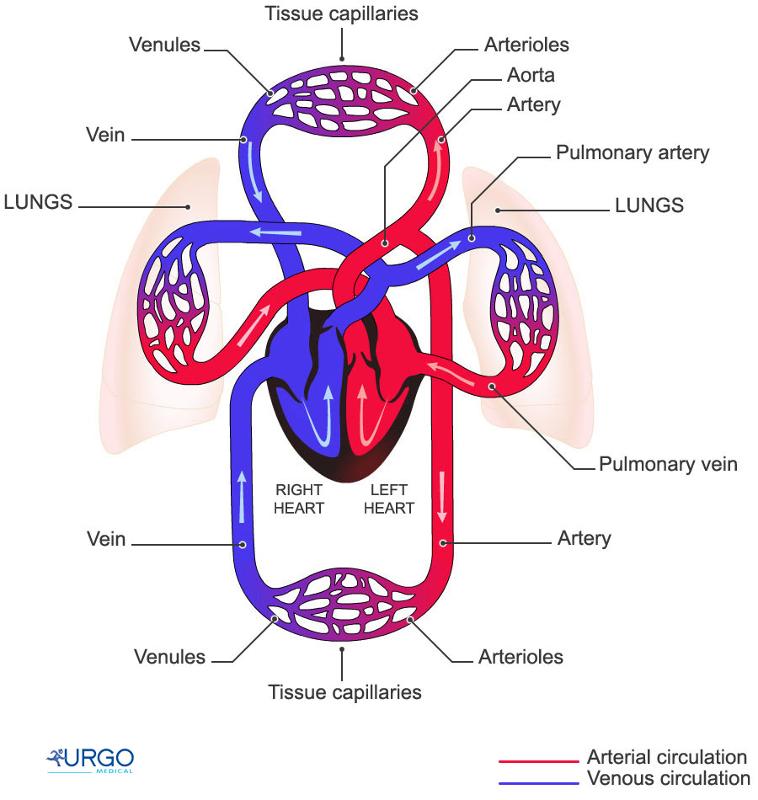 Tissue capillaries
Venules
Arterioles
Aorta
Artery
Vein
Pulmonary artery
LUNGS
LUNGS
Pulmonary vein
RIGHT
HEART
LEFT
HEART
Vein
Artery
Venules
Arterioles
Tissue capillaries
URGO
MEDICAL
Arterial circulation
Venous circulation